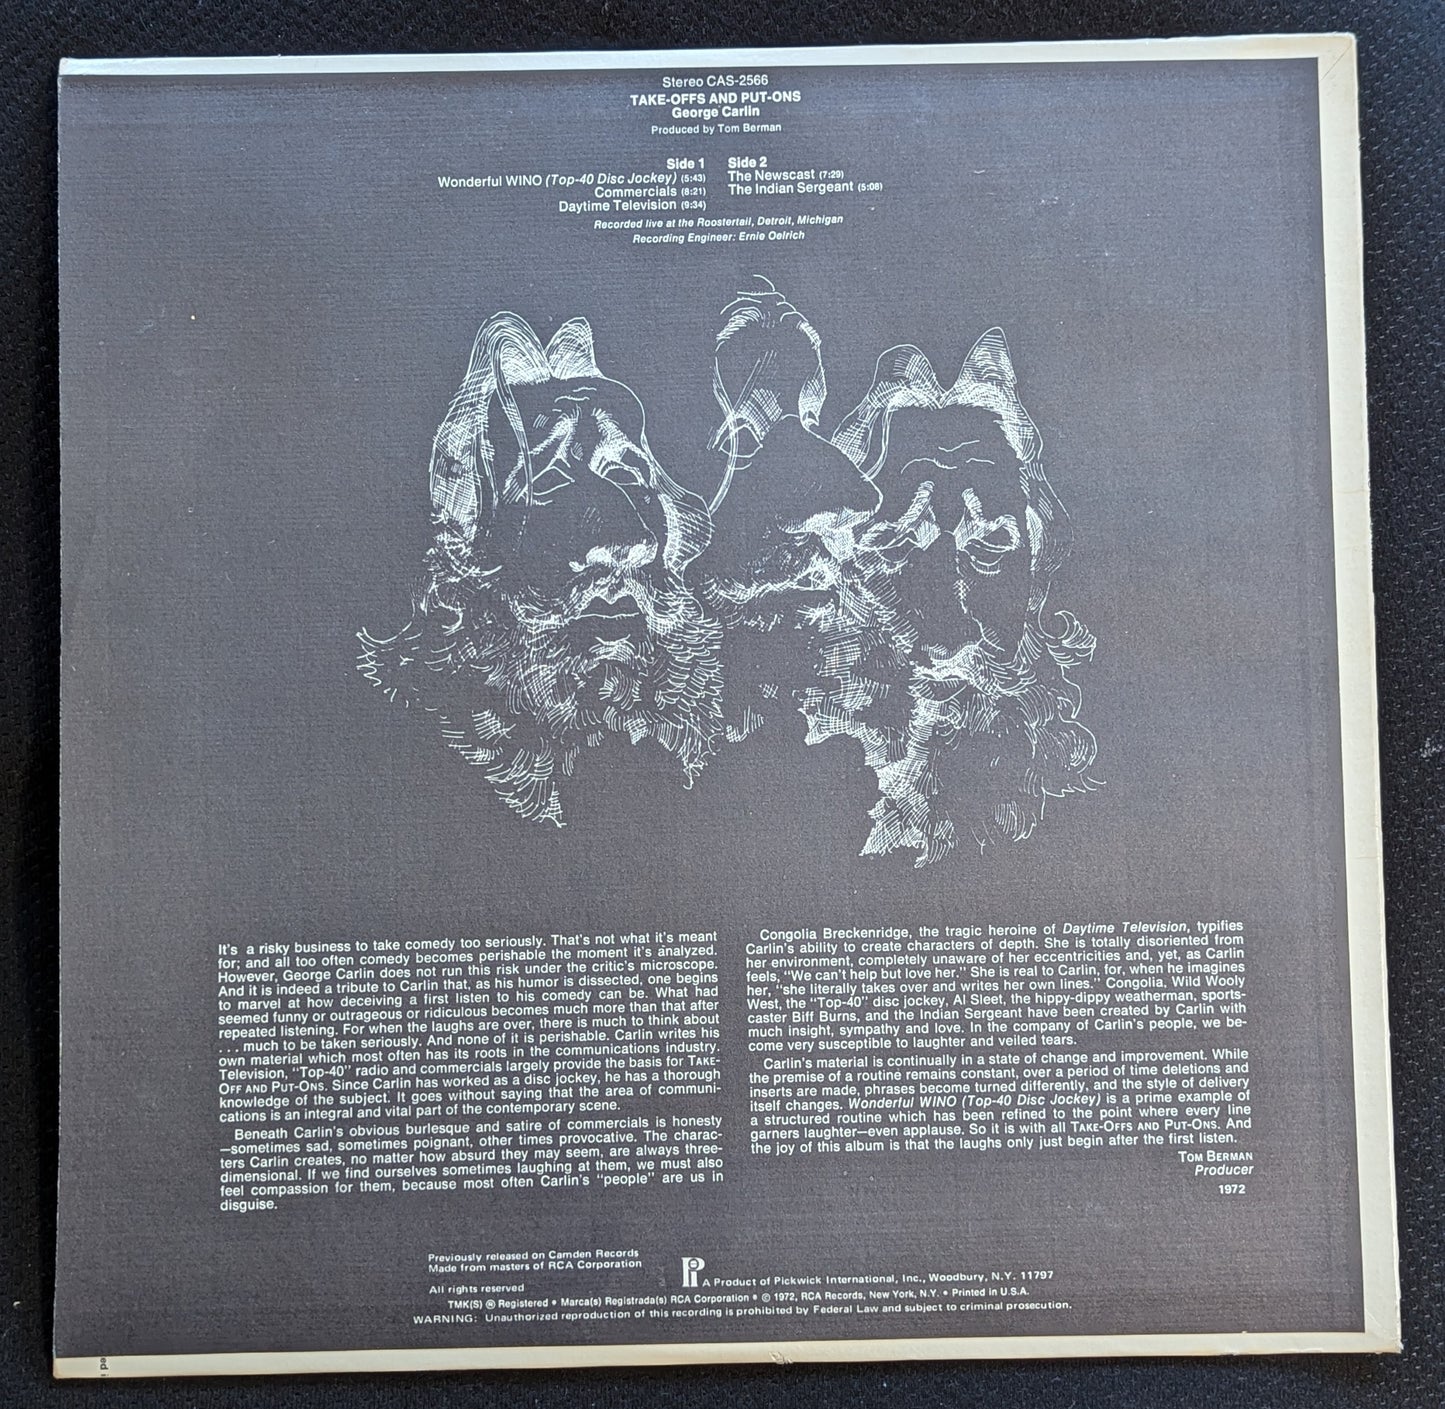 Stereo CAS-2566
TAKE-OFFS AND PUT-ONS
George Carlin
Produced by Tom Berman
Side 1
Wonderful WINO (Top-40 Disc Jockey) (5:43)
Commercials (8:21)
Daytime Television (9:34)
Side 2
The Newscast (7:29)
The Indian Sergeant (5:08)
Recorded live at the Roostertail, Detroit, Michigan
Recording Engineer: Ernie Oelrich
It's a risky business to take comedy too seriously. That's not what it's meant
for; and all too often comedy becomes perishable the moment it's analyzed.
However, George Carlin does not run this risk under the critic's microscope.
And it is indeed a tribute to Carlin that, as his humor is dissected, one begins
to marvel at how deceiving a first listen to his comedy can be. What had
seemed funny or outrageous or ridiculous becomes much more than that after
repeated listening. For when the laughs are over, there is much to think about
. . . much to be taken seriously. And none of it is perishable. Carlin writes his
own material which most often has its roots in the communications industry.
Television, "Top-40" radio and commercials largely provide the basis for TAKE-
OFF AND PUT-ONS. Since Carlin has worked as a disc jockey, he has a thorough
knowledge of the subject. It goes without saying that the area of communi-
cations is an integral and vital part of the contemporary scene.
Beneath Carlin's obvious burlesque and satire of commercials is honesty
—sometimes sad, sometimes poignant, other times provocative. The charac-
ters Carlin creates, no matter how absurd they may seem, are always three-
dimensional. If we find ourselves sometimes laughing at them, we must also
feel compassion for them, because most often Carlin's "people" are us in
disguise.
Congolia Breckenridge, the tragic heroine of Daytime Television, typifies
Carlin's ability to create characters of depth. She is totally disoriented from
her environment, completely unaware of her eccentricities and, yet, as Carlin
feels, "We can't help but love her." She is real to Carlin, for, when he imagines
her, "she literally takes over and writes her own lines." Congolia, Wild Wooly
West, the "Top-40" disc jockey, Al Sleet, the hippy-dippy weatherman, sports-
caster Biff Burns, and the Indian Sergeant have been created by Carlin with
much insight, sympathy and love. In the company of Carlin's people, we be-
come very susceptible to laughter and veiled tears.
Carlin's material is continually in a state of change and improvement. While
the premise of a routine remains constant, over a period of time deletions and
inserts are made, phrases become turned differently, and the style of delivery
itself changes. Wonderful WINO (Top-40 Disc Jockey) is a prime example of
a structured routine which has been refined to the point where every line
garners laughter—even applause. So it is with all TAKE-OFFS AND PUT-ONS. And
the joy of this album is that the laughs only just begin after the first listen.
TOM BERMAN
Producer
1972
Previously released on Camden Records
Made from masters of RCA Corporation
Pi A Product of Pickwick International, Inc., Woodbury, N.Y. 11797
All rights reserved
TMK(S) ® Registered • Marca(s) Registrada(s) RCA Corporation • © 1972, RCA Records, New York, N.Y. • Printed in U.S.A.
WARNING: Unauthorized reproduction of this recording is prohibited by Federal Law and subject to criminal prosecution.